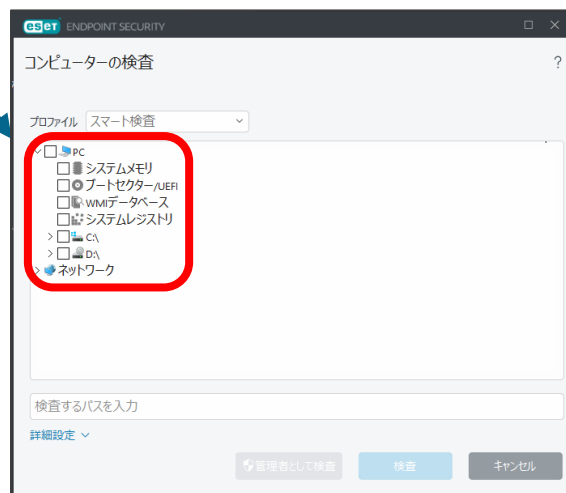 eset ENDPOINT SECURITY
コンピューターの検査
?
プロファイル スマート検査
PC
システムメモリ
ブートセクター/UEFI
WMIデータベース
システムレジストリ
C:\
D:\
ネットワーク
検査するパスを入力
詳細設定
管理者として検査 検査 キャンセル